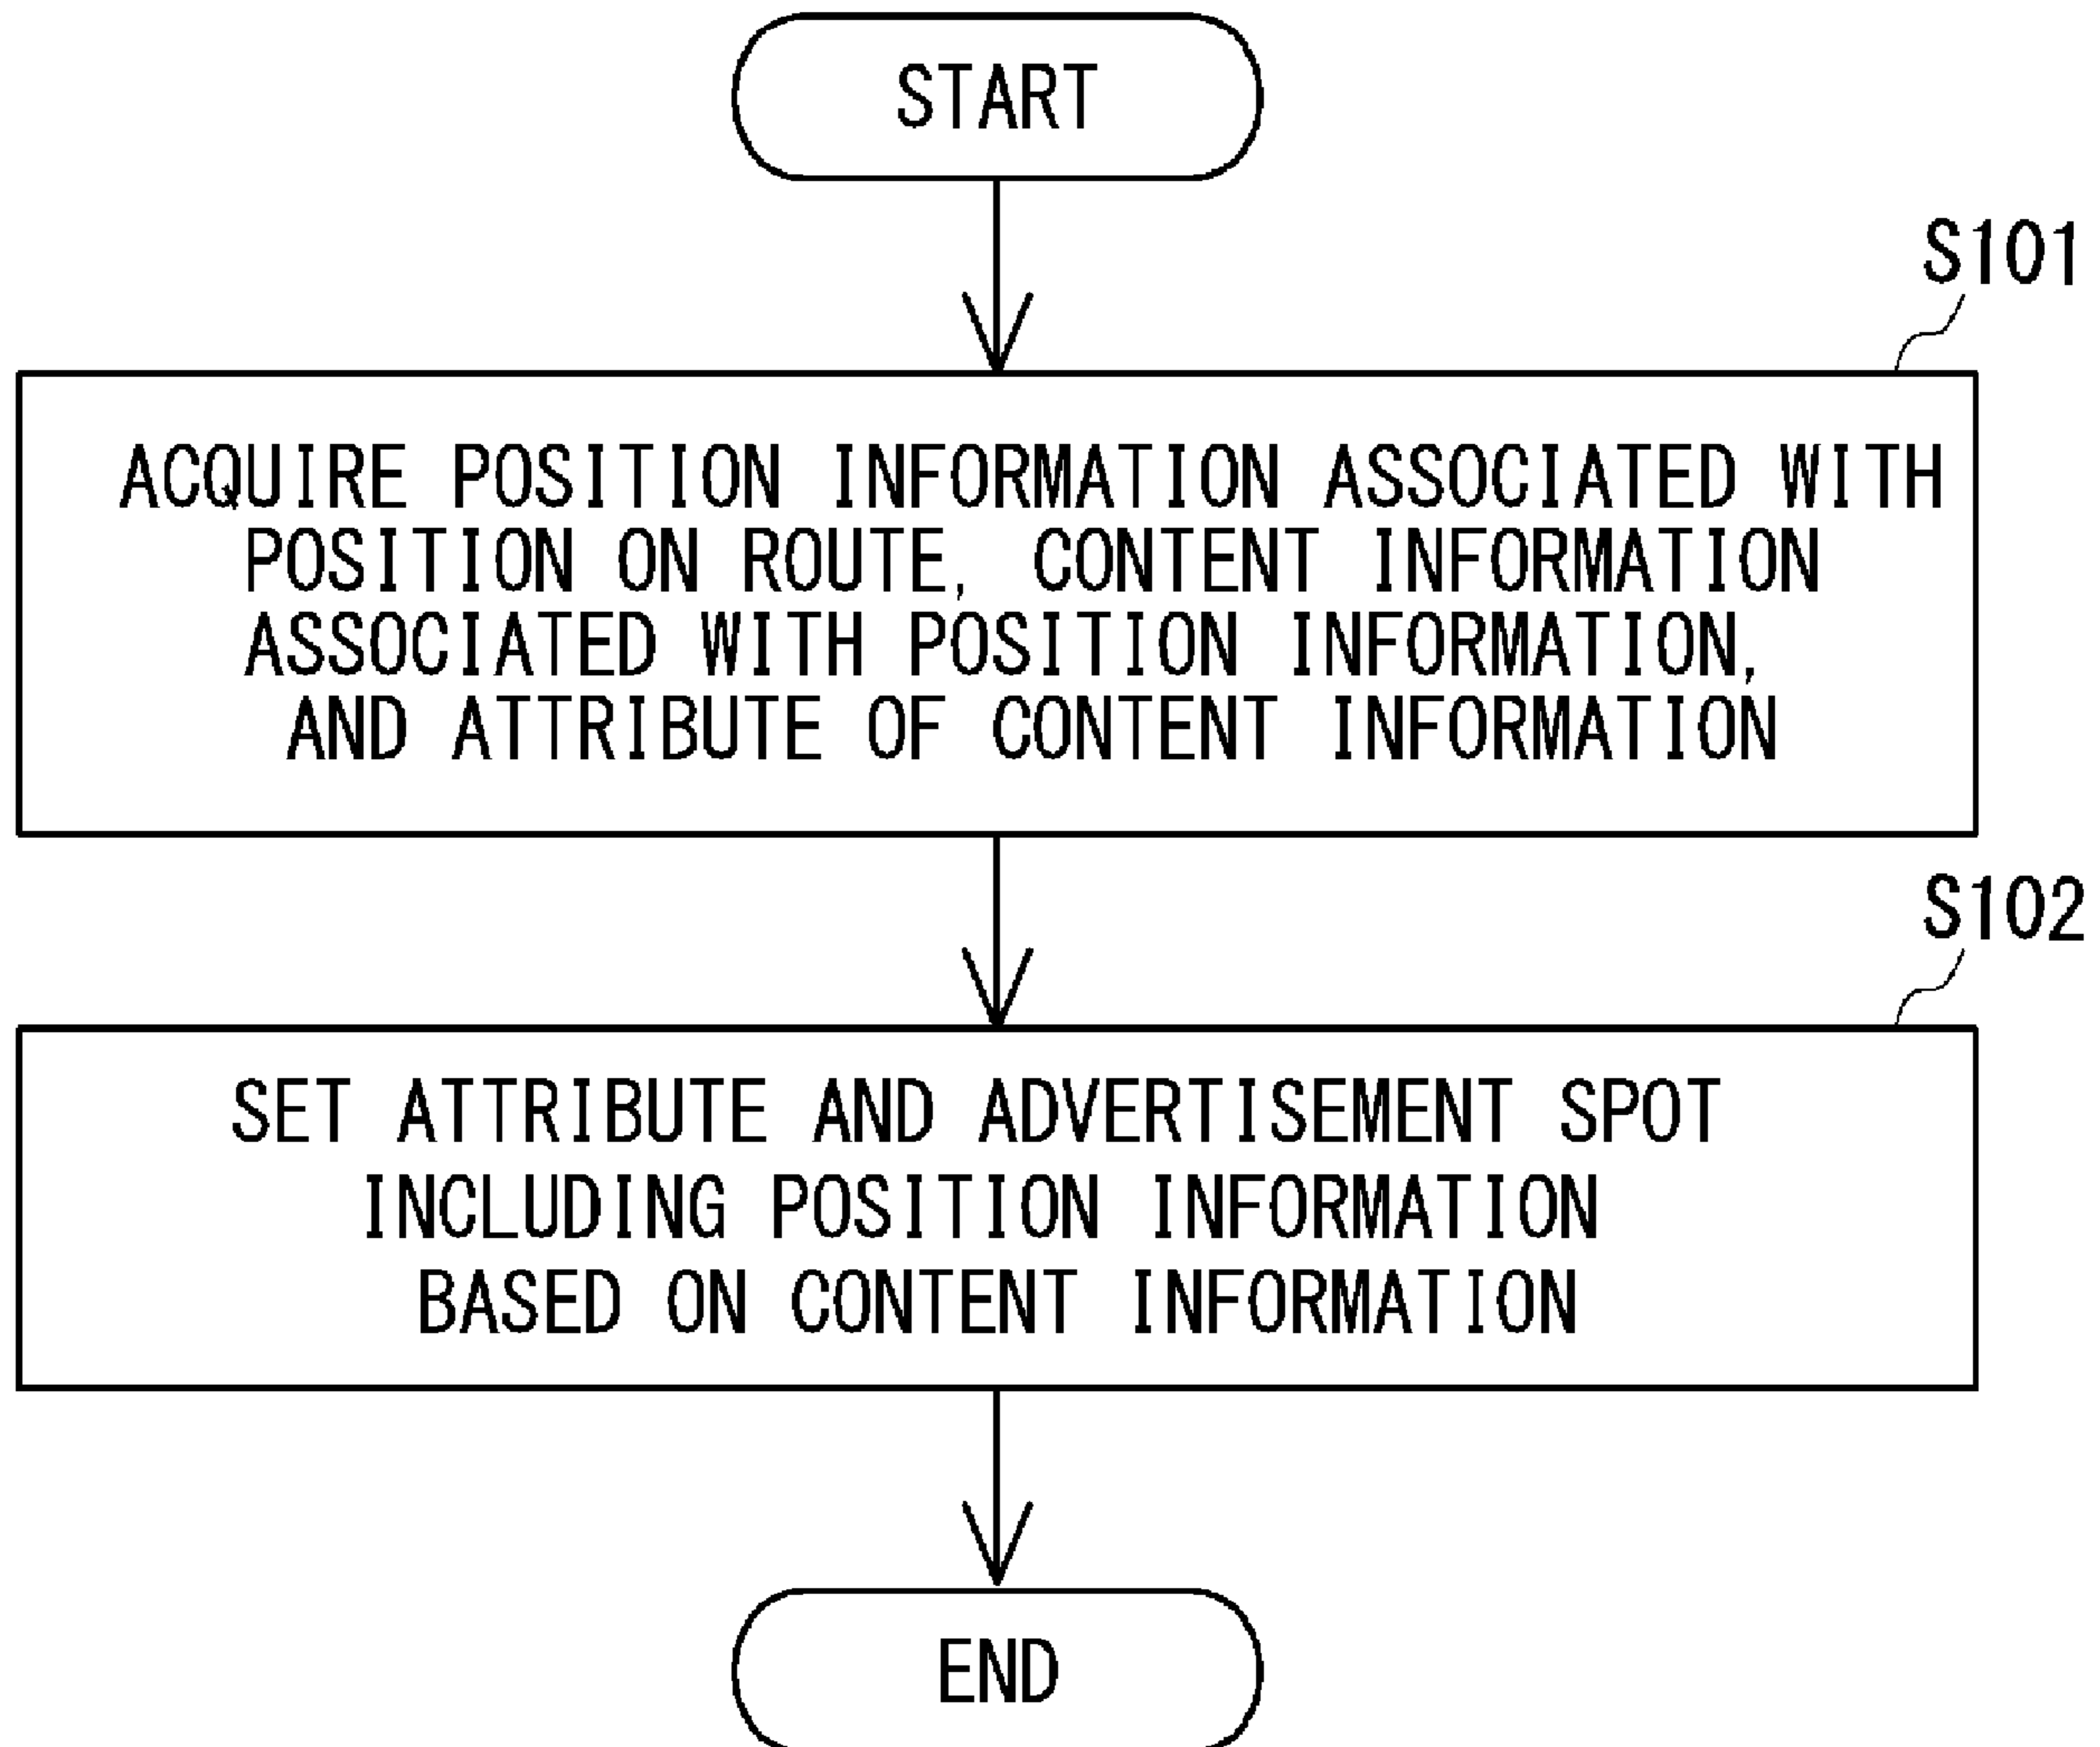 START
S101
ACQUIRE POSITION INFORMATION ASSOCIATED WITH
POSITION ON ROUTE, CONTENT INFORMATION
ASSOCIATED WITH POSITION INFORMATION,
AND ATTRIBUTE OF CONTENT INFORMATION
S102
SET ATTRIBUTE AND ADVERTISEMENT SPOT
INCLUDING POSITION INFORMATION
BASED ON CONTENT INFORMATION
END